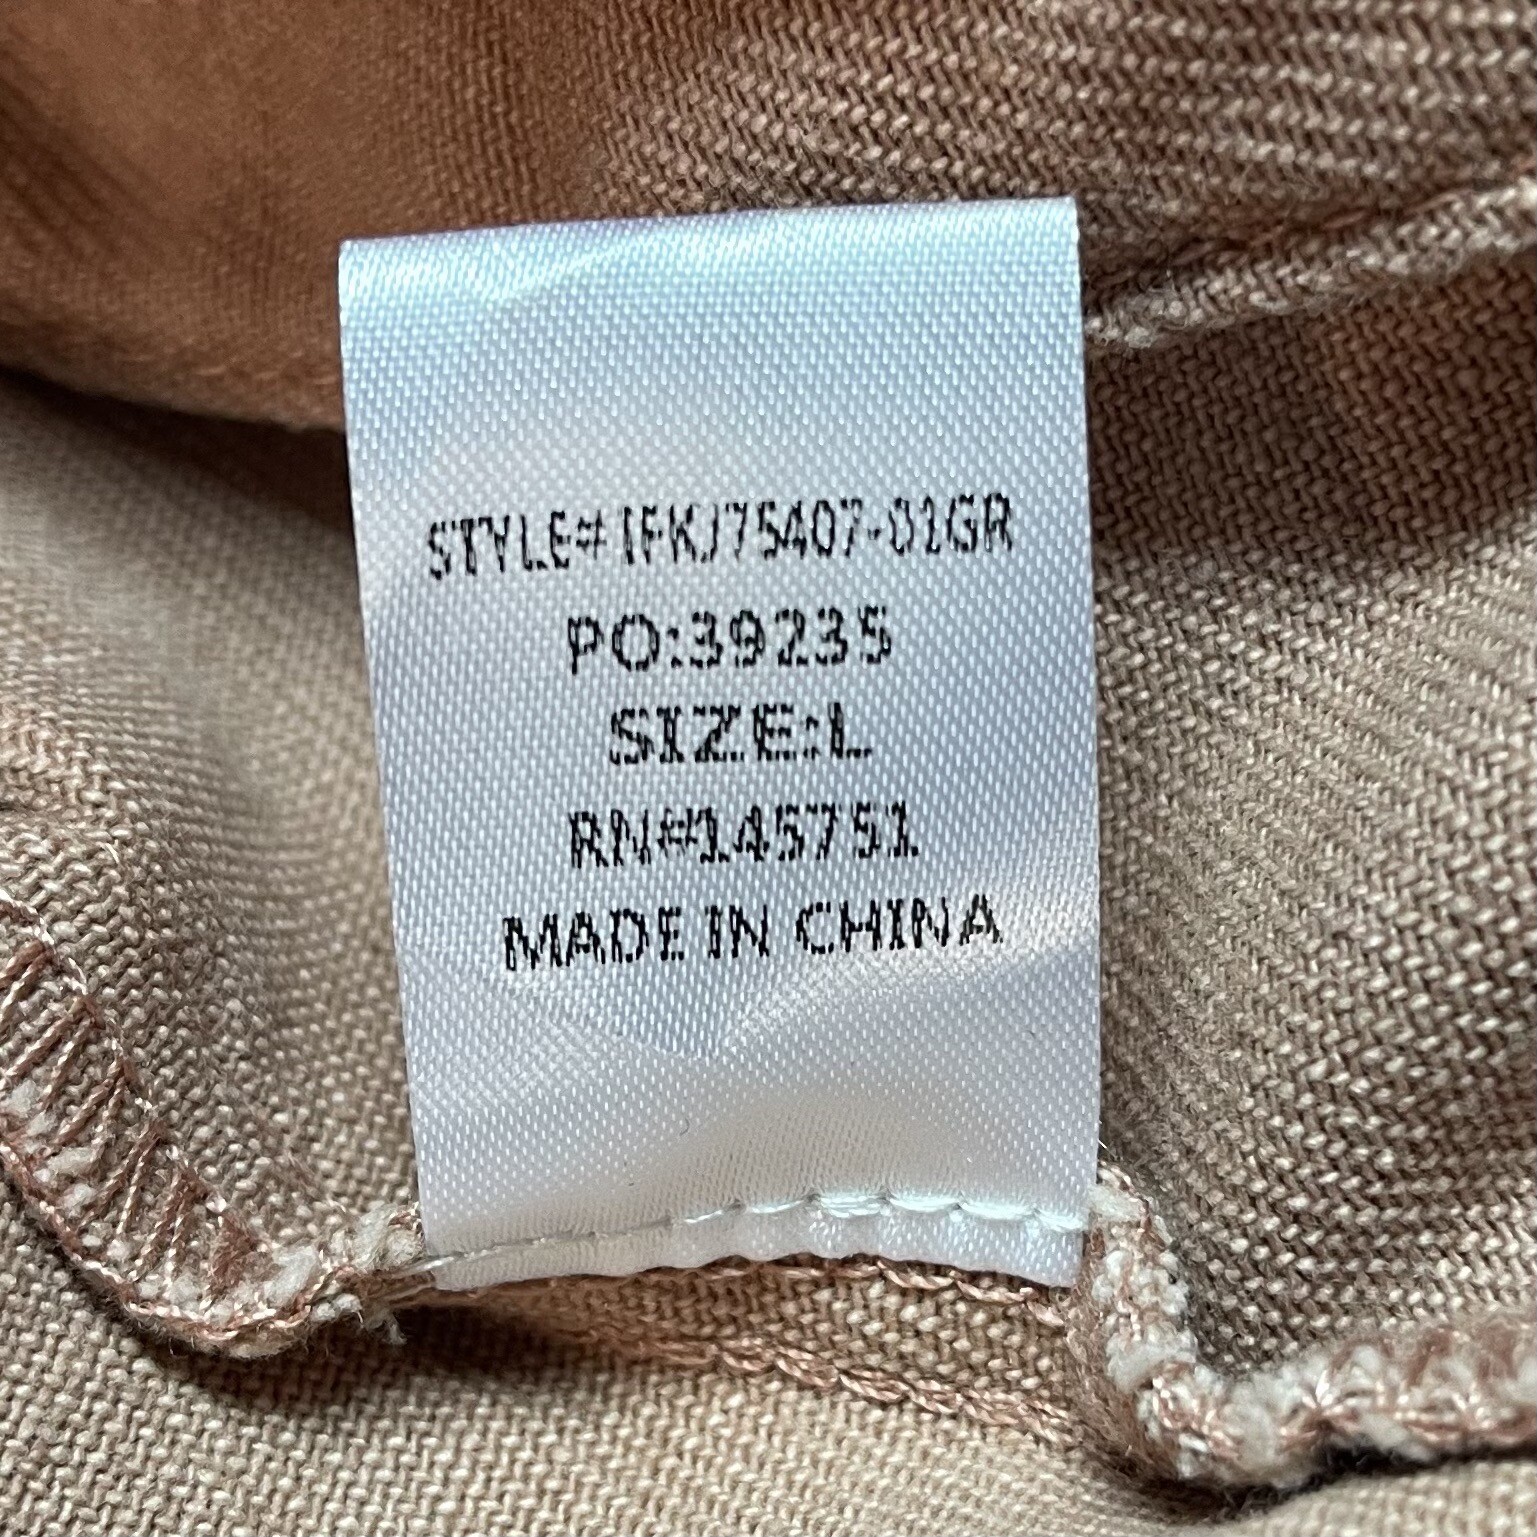 STYLE# IFKJ75407-01GR
PO:39235
SIZE:L
RN#145751
MADE IN CHINA